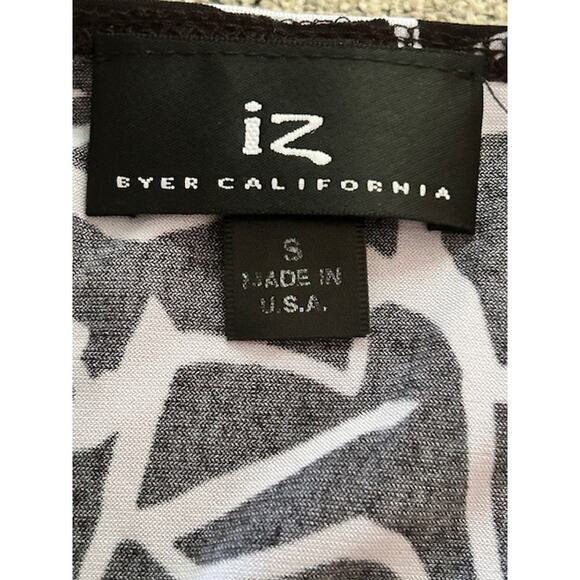 iz
BYER CALIFORNIA
S
MADE IN
U.S.A.